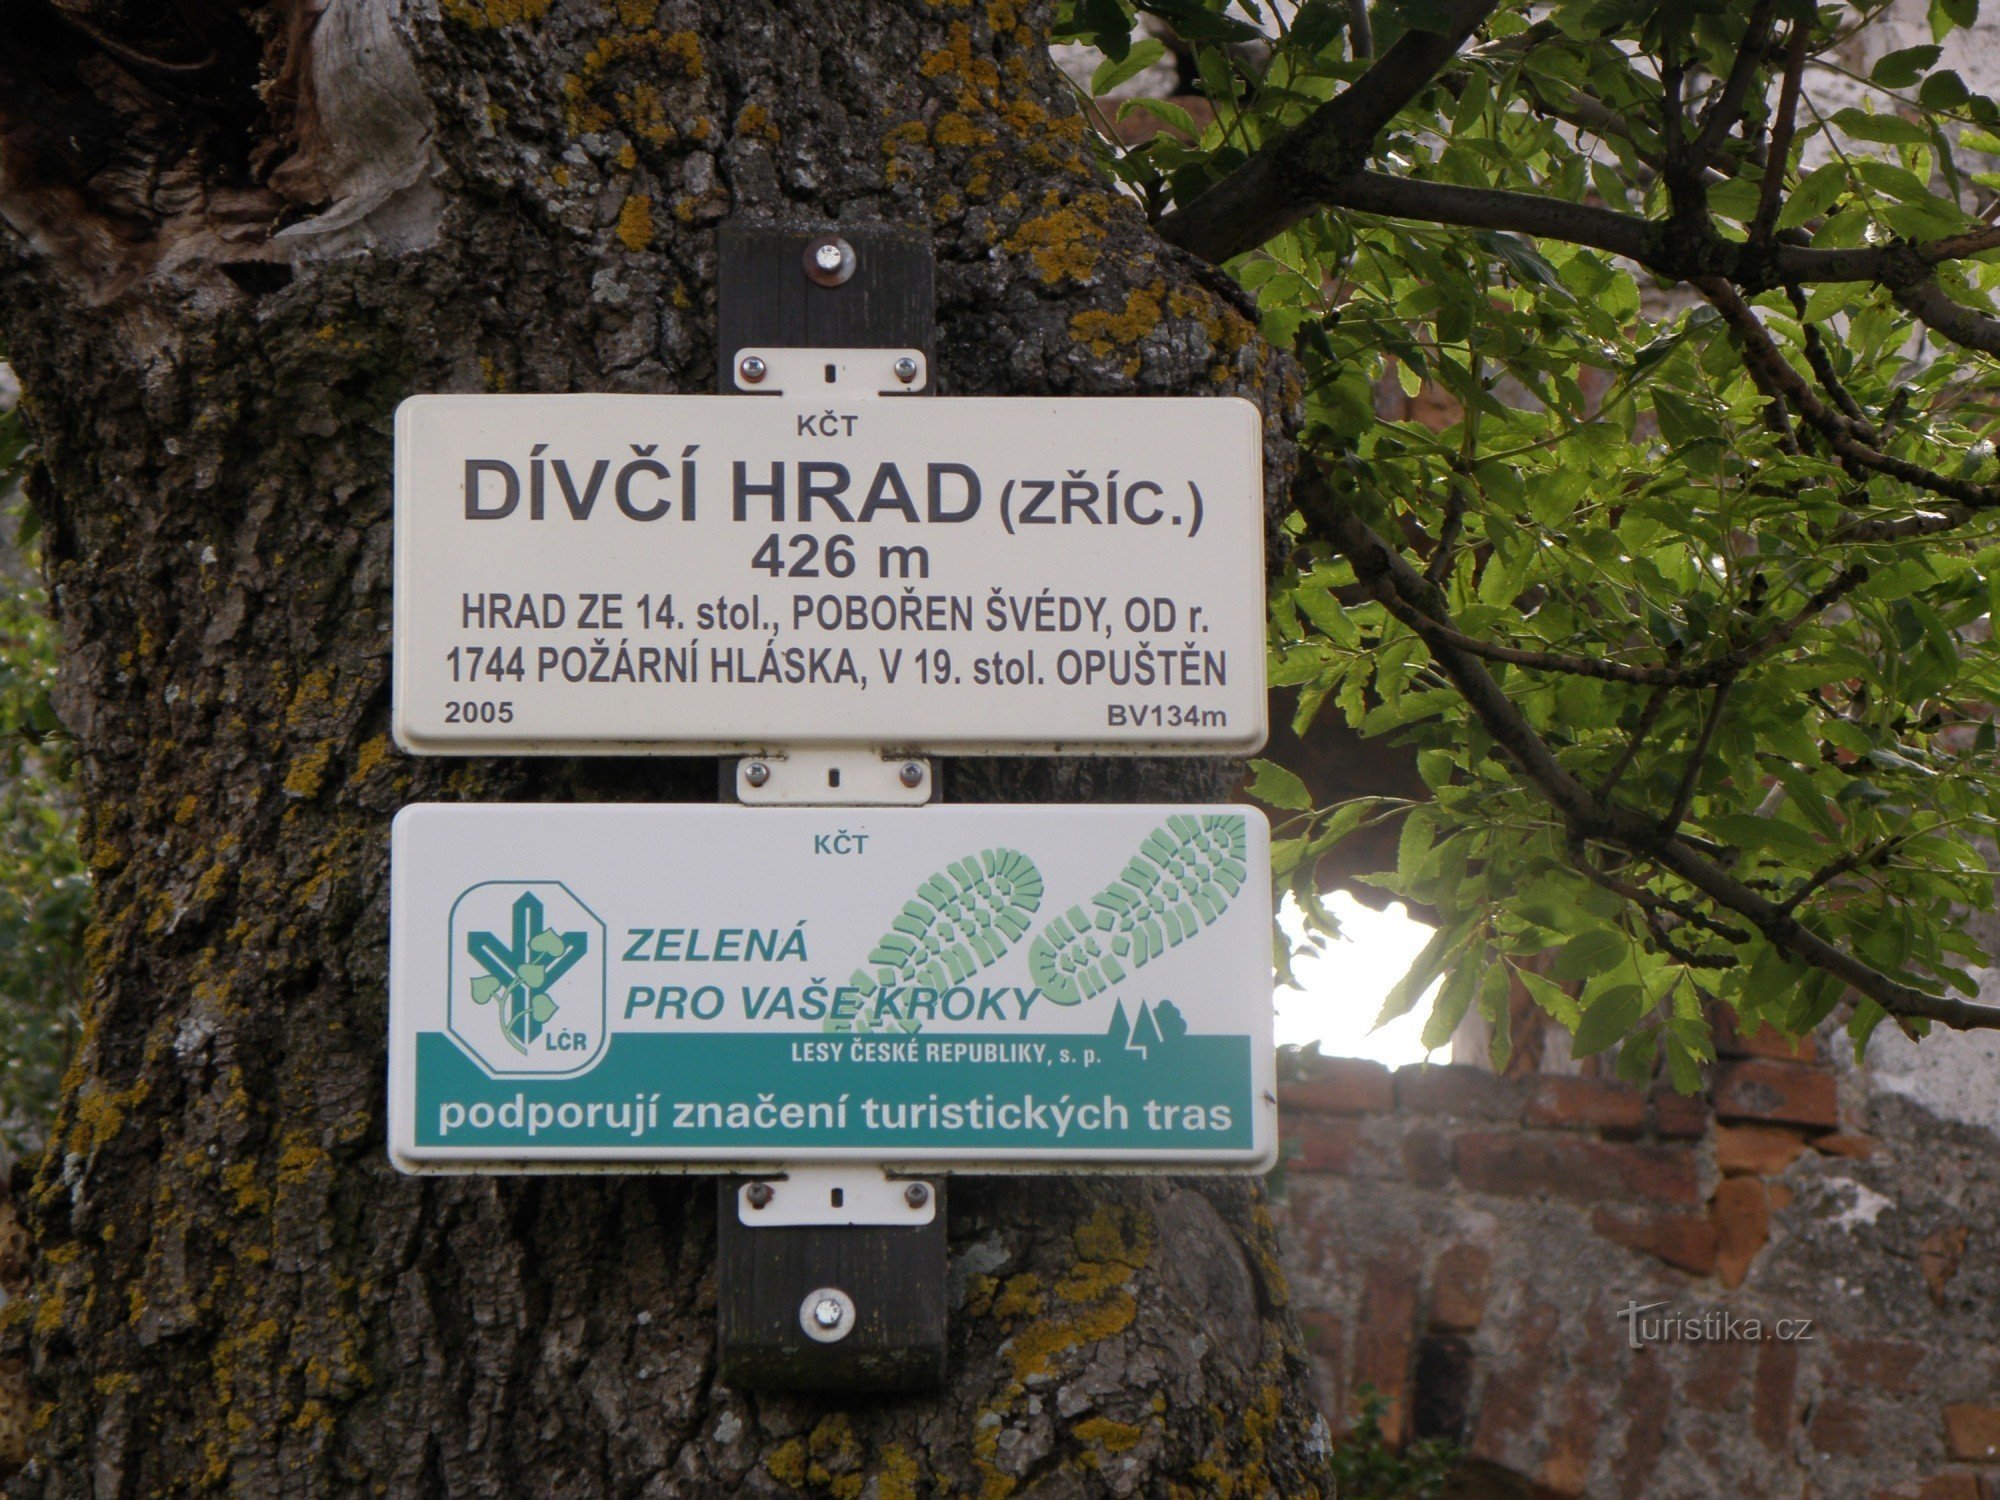 KČT
DÍVČÍ HRAD (ZŘÍC.)
426 m
HRAD ZE 14. stol., POBOŘEN ŠVÉDY, OD r.
1744 POŽÁRNÍ HLÁSKA, V 19. stol. OPUŠTĚN
2005 BV134m
KČT
ZELENÁ
PRO VAŠE KROKY
LČR
LESY ČESKÉ REPUBLIKY, s. p.
podporují značení turistických tras
Turistika.cz